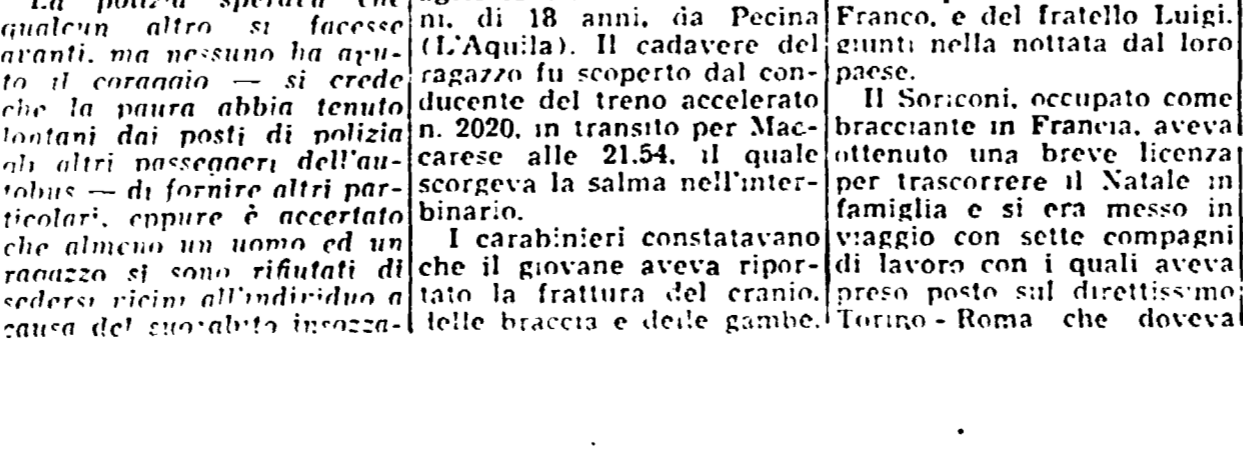 La polizia sperava che
qualcun altro si facesse
avanti, ma nessuno ha avu-
to il coraggio — si crede
che la paura abbia tenuto
lontani dai posti di polizia
gli altri passeggeri dell'au-
tobus — di fornire altri par-
ticolari, eppure è accertato
che almeno un uomo ed un
ragazzo si sono rifiutati di
sedersi vicini all'individuo a
causa del suo abito insozza-
ni, di 18 anni, da Pecina
(L'Aquila). Il cadavere del
ragazzo fu scoperto dal con-
ducente del treno accelerato
n. 2020, in transito per Mac-
carese alle 21.54, il quale
scorgeva la salma nell'inter-
binario.
I carabinieri constatavano
che il giovane aveva ripor-
tato la frattura del cranio,
delle braccia e delle gambe.
Franco, e del fratello Luigi,
giunti nella nottata dal loro
paese.
Il Soriconi, occupato come
bracciante in Francia, aveva
ottenuto una breve licenza
per trascorrere il Natale in
famiglia e si era messo in
viaggio con sette compagni
di lavoro con i quali aveva
preso posto sul direttissimo
Torino - Roma che doveva